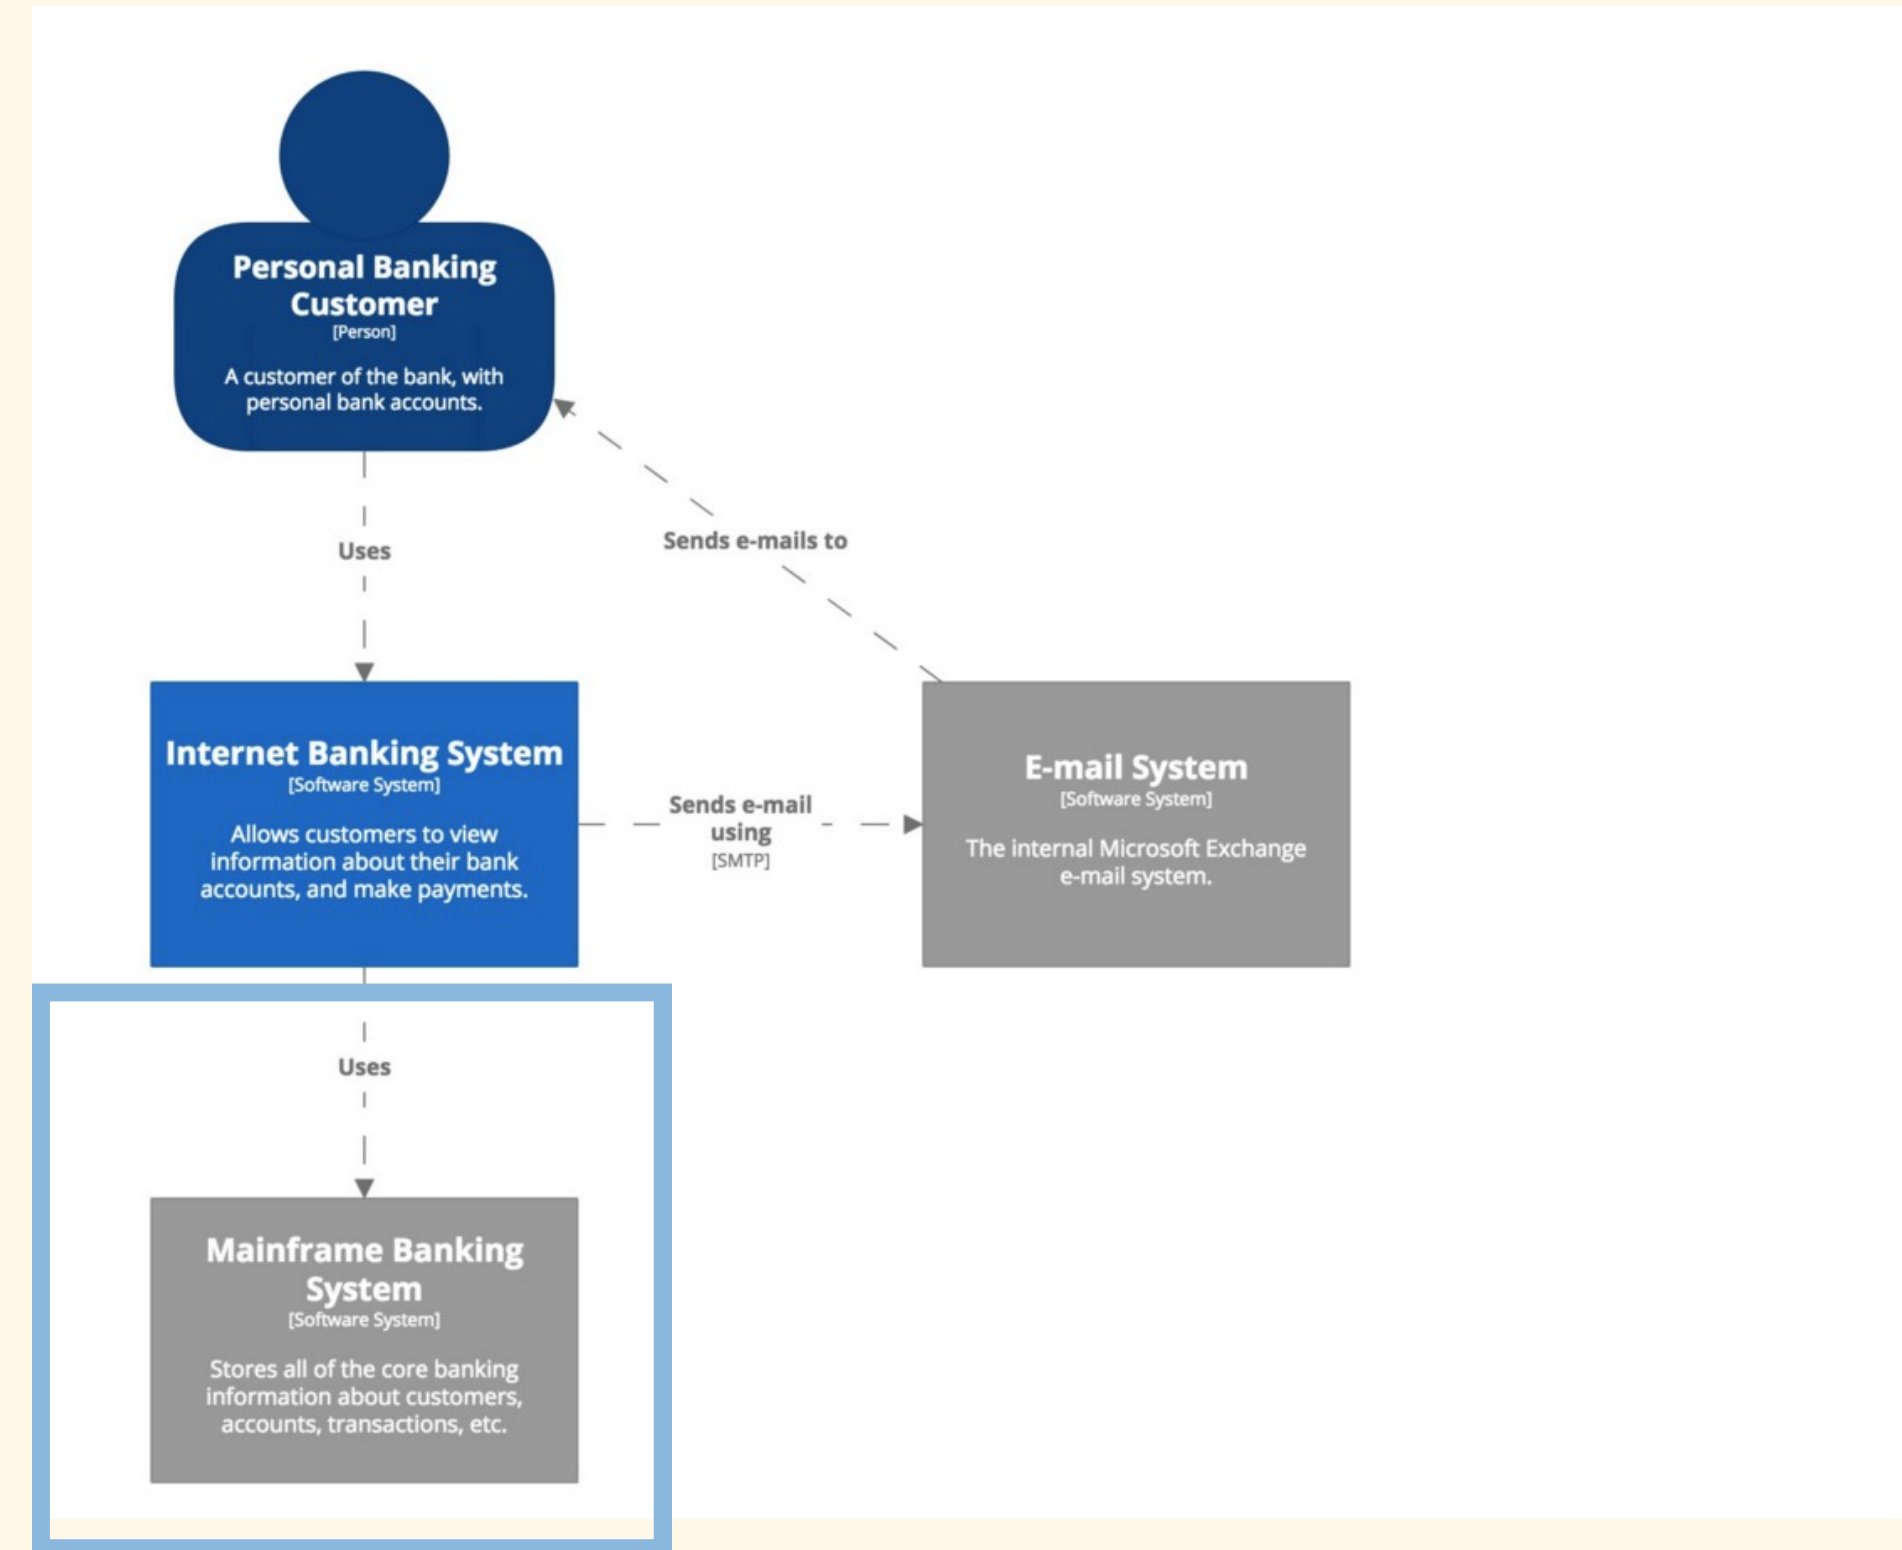 Personal Banking
Customer
[Person]
A customer of the bank, with
personal bank accounts.
Uses
Sends e-mails to
Internet Banking System
[Software System]
Allows customers to view
information about their bank
accounts, and make payments.
Sends e-mail
using
[SMTP]
E-mail System
[Software System]
The internal Microsoft Exchange
e-mail system.
Uses
Mainframe Banking
System
[Software System]
Stores all of the core banking
information about customers,
accounts, transactions, etc.